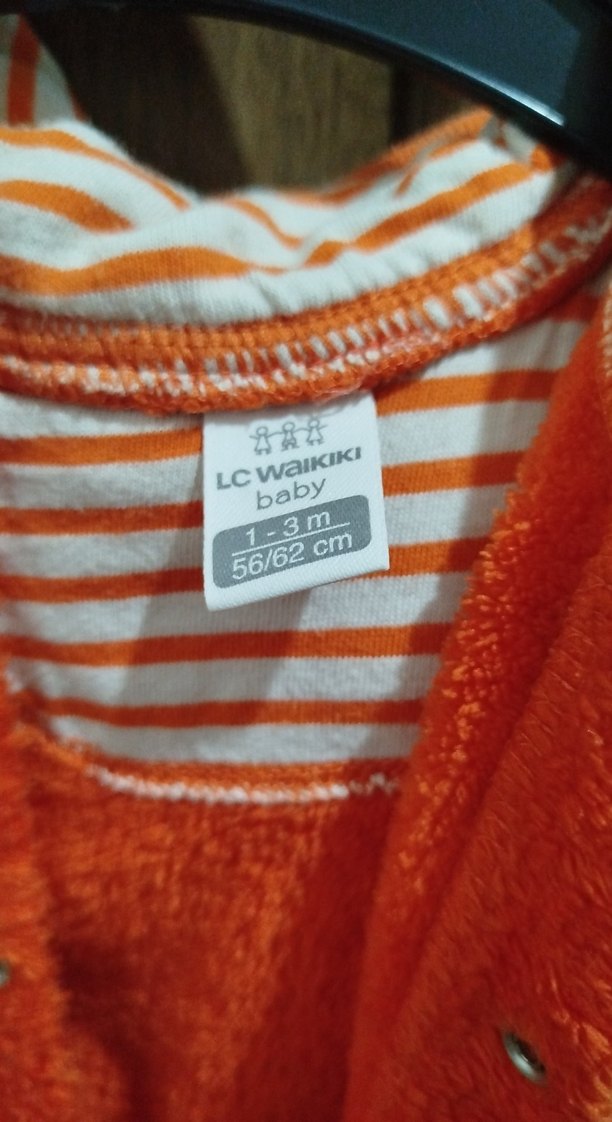 LC WAIKIKI
baby
1 - 3 m
56/62 cm